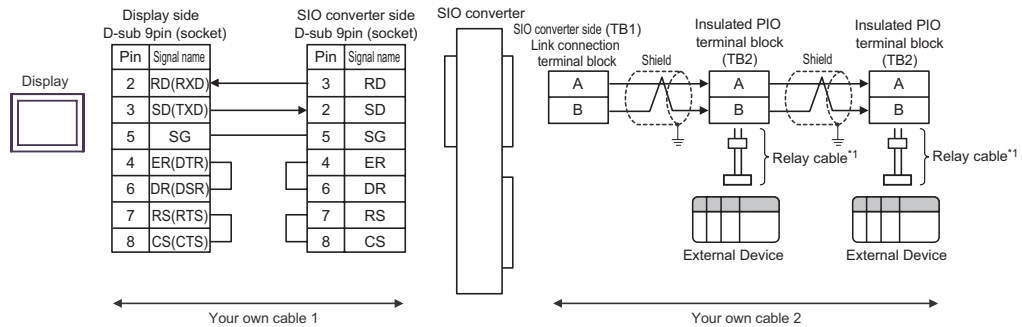 Display
Display side
D-sub 9pin (socket)
Pin Signal name
2 RD(RXD)
3 SD(TXD)
5 SG
4 ER(DTR)
6 DR(DSR)
7 RS(RTS)
8 CS(CTS)
SIO converter side
D-sub 9pin (socket)
Pin Signal name
3 RD
2 SD
5 SG
4 ER
6 DR
7 RS
8 CS
Your own cable 1
SIO converter
SIO converter side (TB1)
Link connection
terminal block
A
B
Shield
Insulated PIO
terminal block
(TB2)
A
B
Relay cable*1
External Device
Shield
Insulated PIO
terminal block
(TB2)
A
B
Relay cable*1
External Device
Your own cable 2